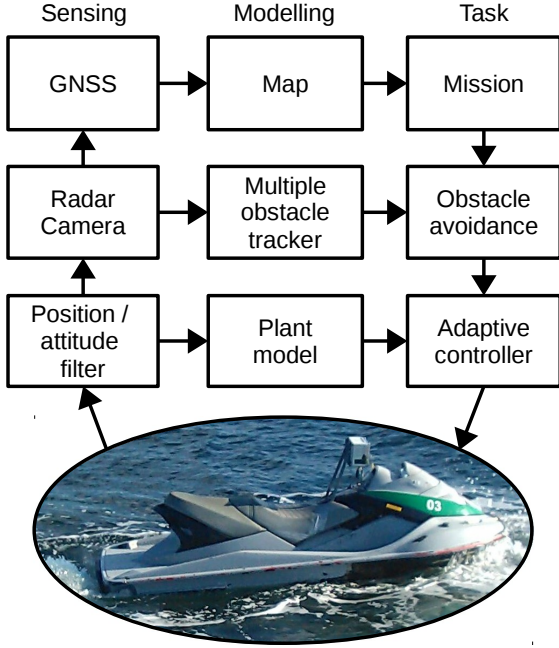 Sensing Modelling Task
GNSS Map Mission
Radar
Camera
Multiple
obstacle
tracker
Obstacle
avoidance
Position /
attitude
filter
Plant
model
Adaptive
controller
03